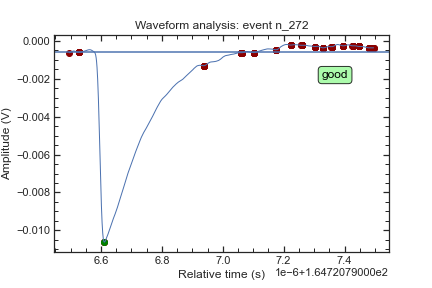 Waveform analysis: event n_272
0.000
−0.002
−0.004
−0.006
−0.008
−0.010
Amplitude (V)
good
6.6
6.8
7.0
7.2
7.4
Relative time (s)
1e−6+1.6472079000e2